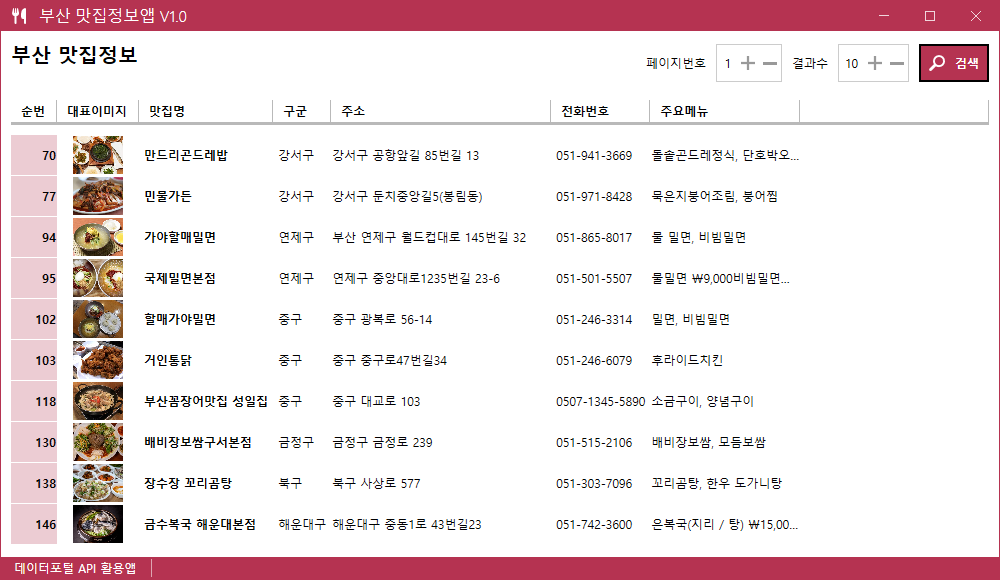 부산 맛집정보앱 V1.0
부산 맛집정보
페이지번호 1 결과수 10 검색
순번 대표이미지 맛집명 구군 주소 전화번호 주요메뉴
70 만드리곤드레밥 강서구 강서구 공항앞길 85번길 13 051-941-3669 돌솥곤드레정식, 단호박오...
77 민물가든 강서구 강서구 둔치중앙길5(봉림동) 051-971-8428 묵은지붕어조림, 붕어찜
94 가야할매밀면 연제구 부산 연제구 월드컵대로 145번길 32 051-865-8017 물 밀면, 비빔밀면
95 국제밀면본점 연제구 연제구 중앙대로1235번길 23-6 051-501-5507 물밀면 ₩9,000비빔밀면...
102 할매가야밀면 중구 중구 광복로 56-14 051-246-3314 밀면, 비빔밀면
103 거인통닭 중구 중구 중구로47번길34 051-246-6079 후라이드치킨
118 부산꼼장어맛집 성일집 중구 중구 대교로 103 0507-1345-5890 소금구이, 양념구이
130 배비장보쌈구서본점 금정구 금정구 금정로 239 051-515-2106 배비장보쌈, 모듬보쌈
138 장수장 꼬리곰탕 북구 북구 사상로 577 051-303-7096 꼬리곰탕, 한우 도가니탕
146 금수복국 해운대본점 해운대구 해운대구 중동1로 43번길23 051-742-3600 은복국(지리 / 탕) ₩15,00...
데이터포털 API 활용앱